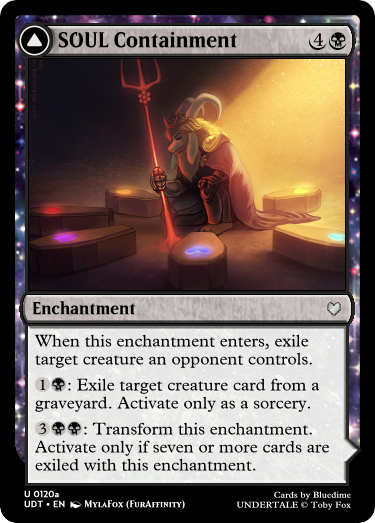 SOUL Containment 4
Enchantment
When this enchantment enters, exile
target creature an opponent controls.
1: Exile target creature card from a
graveyard. Activate only as a sorcery.
3: Transform this enchantment.
Activate only if seven or more cards are
exiled with this enchantment.
U 0120a
Cards by Bluedime
UDT • EN MYLAFOX (FURAFFINITY)
UNDERTALE © Toby Fox